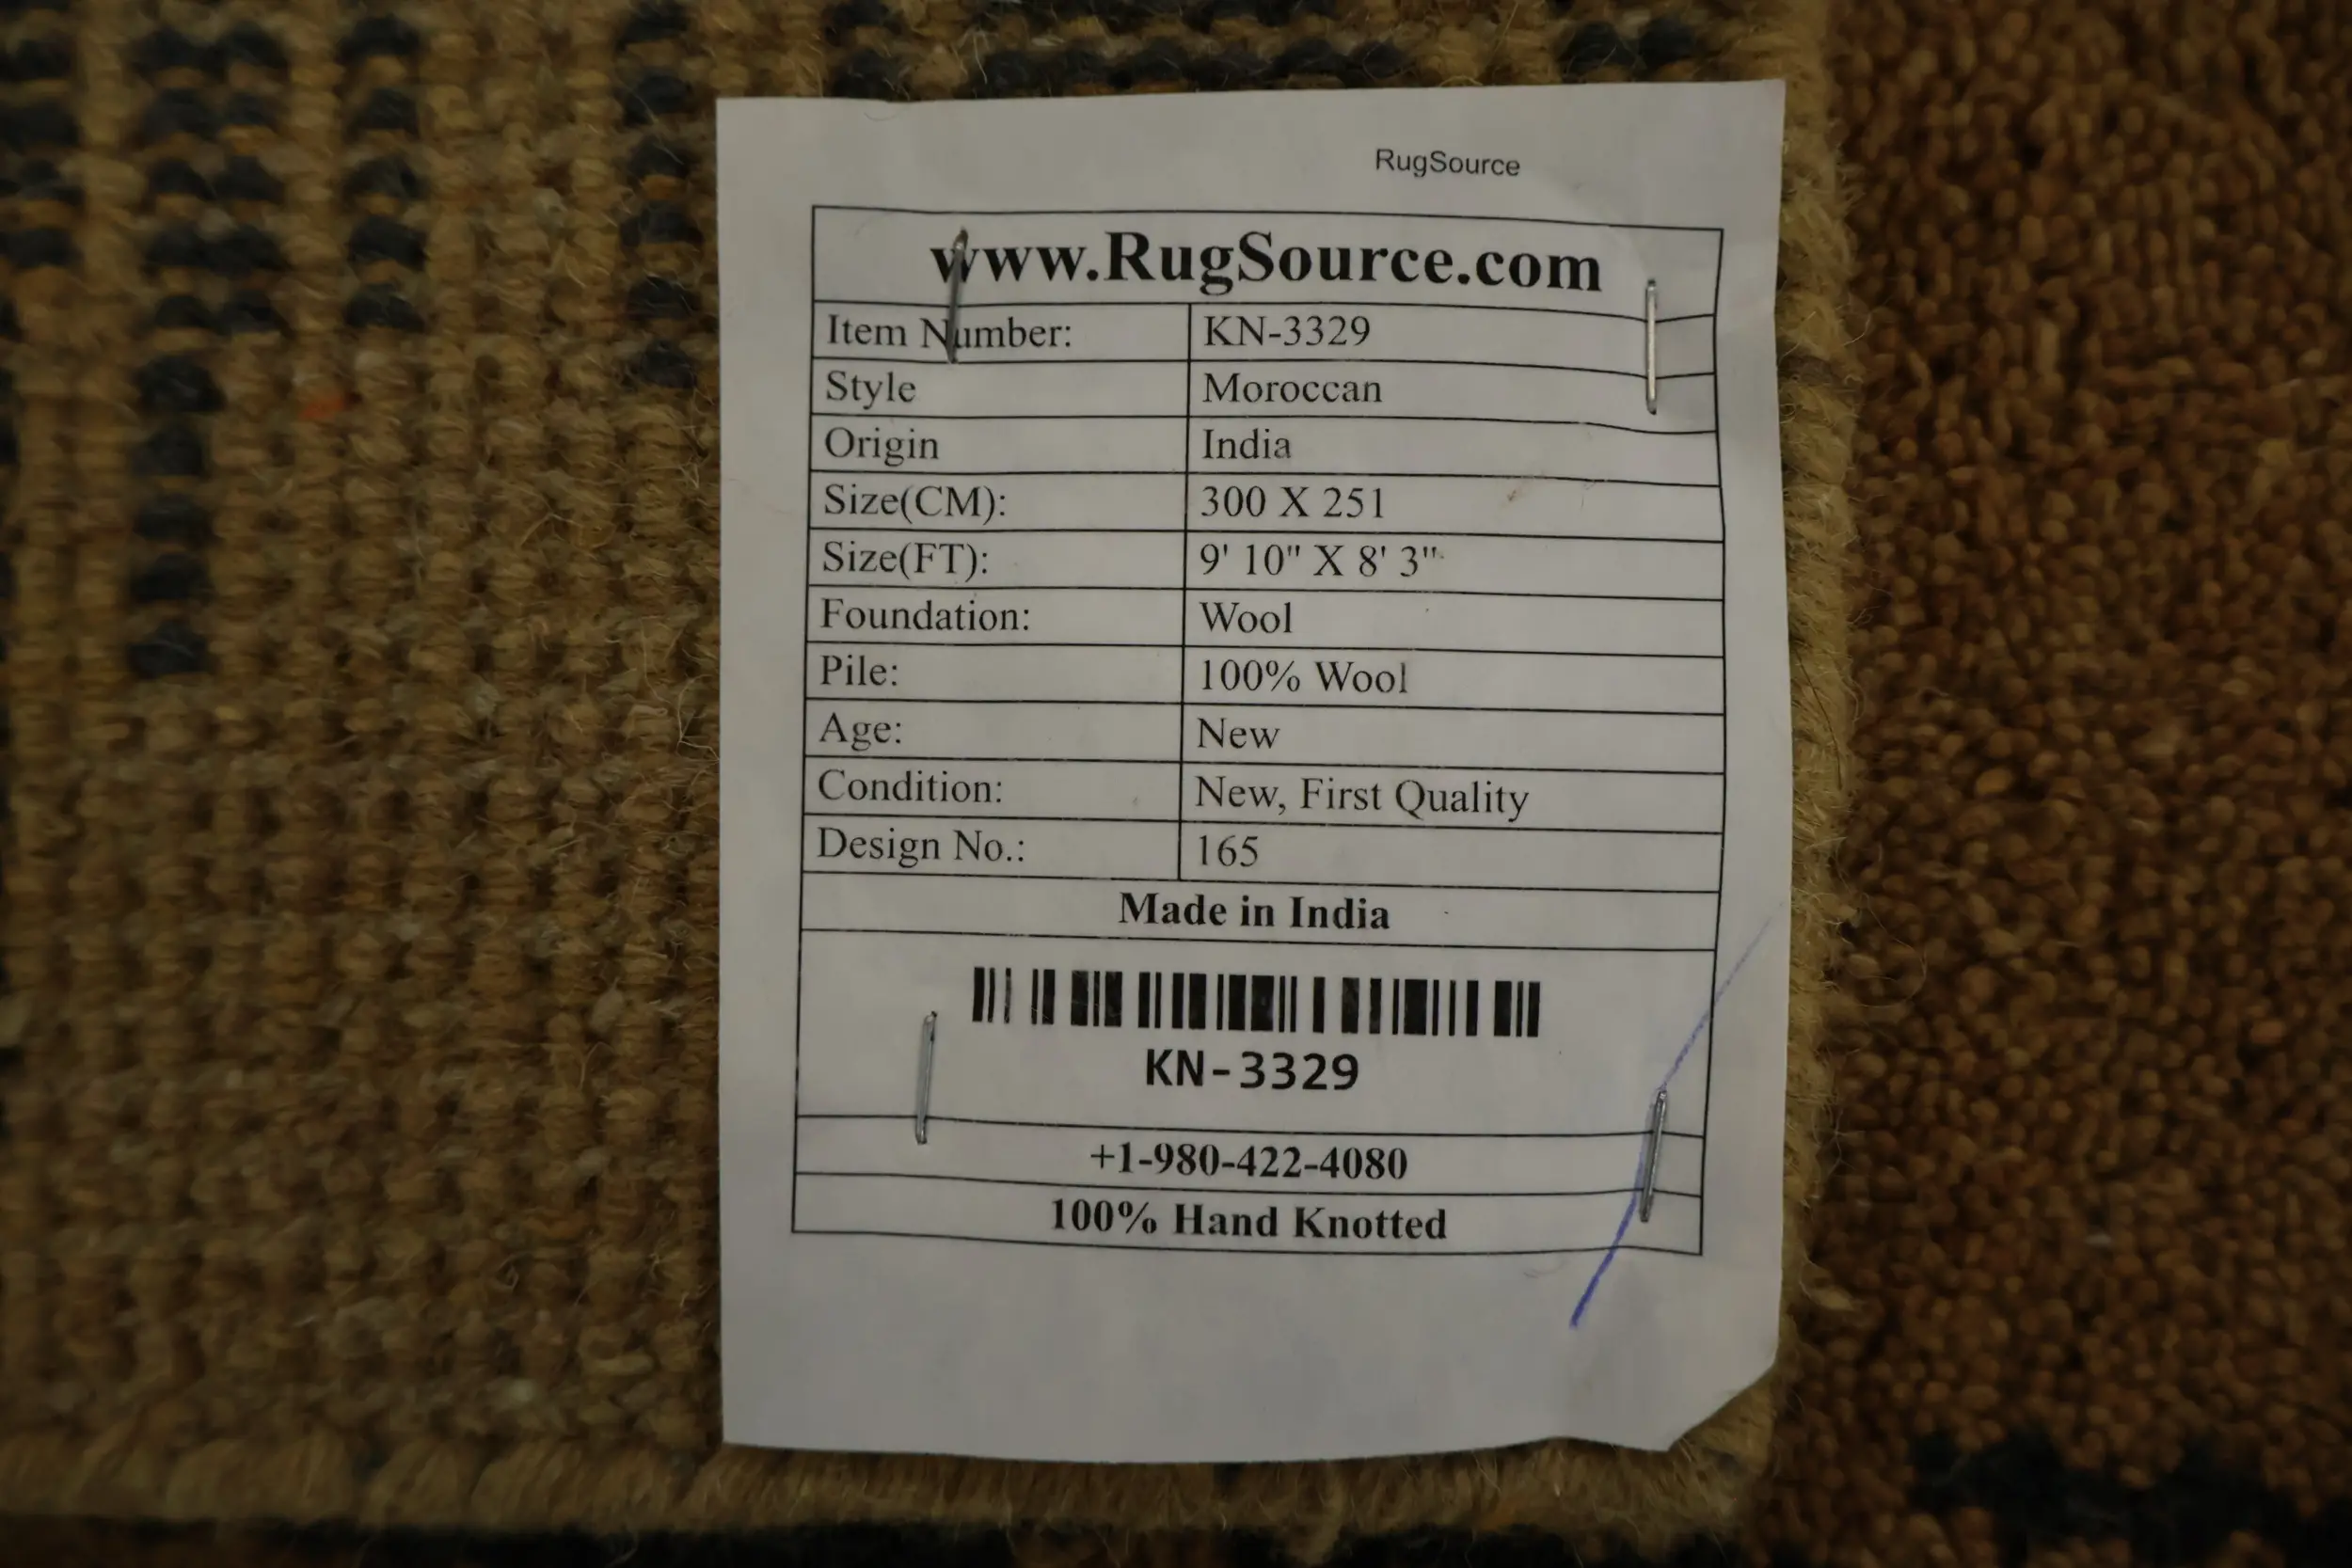 RugSource
www.RugSource.com
Item Number: KN-3329
Style Moroccan
Origin India
Size(CM): 300 X 251
Size(FT): 9' 10" X 8' 3"
Foundation: Wool
Pile: 100% Wool
Age: New
Condition: New, First Quality
Design No.: 165
Made in India
KN-3329
+1-980-422-4080
100% Hand Knotted